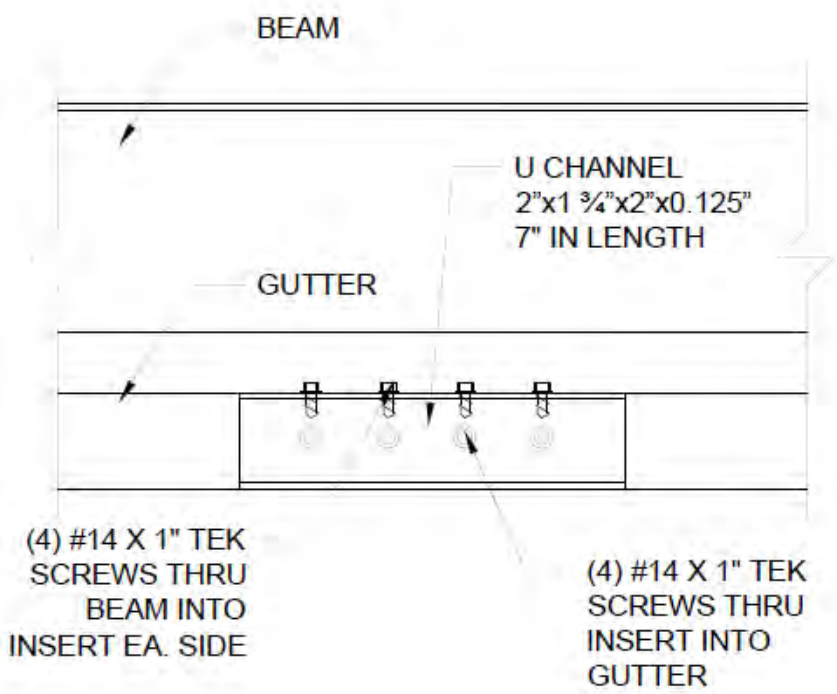 BEAM
U CHANNEL
2"x1 ¾"x2"x0.125"
7" IN LENGTH
GUTTER
(4) #14 X 1" TEK
SCREWS THRU
BEAM INTO
INSERT EA. SIDE
(4) #14 X 1" TEK
SCREWS THRU
INSERT INTO
GUTTER